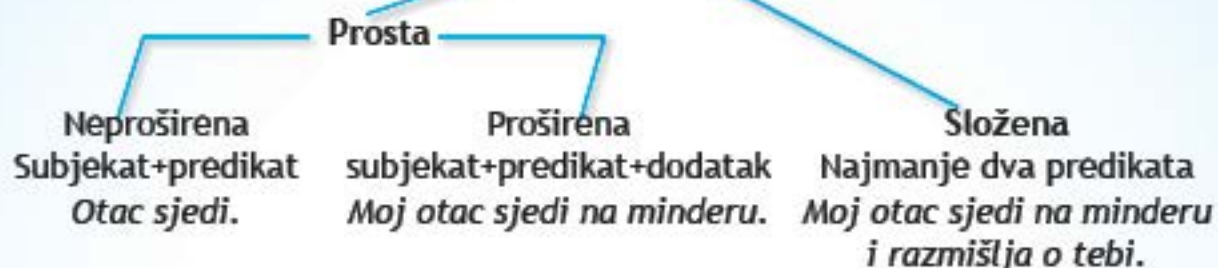 Prosta
Neproširena
Subjekat+predikat
Otac sjedi.
Proširena
subjekat+predikat+dodatak
Moj otac sjedi na minderu.
Složena
Najmanje dva predikata
Moj otac sjedi na minderu
i razmišlja o tebi.